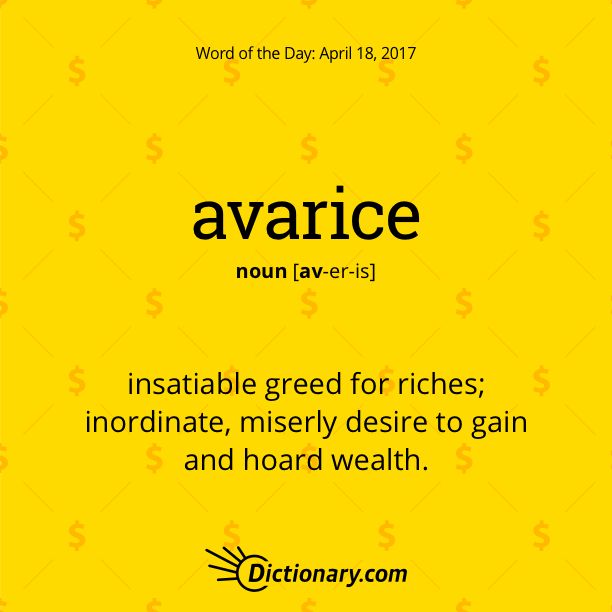 Word of the Day: April 18, 2017
avarice
noun [av-er-is]
insatiable greed for riches;
inordinate, miserly desire to gain
and hoard wealth.
Dictionary.com